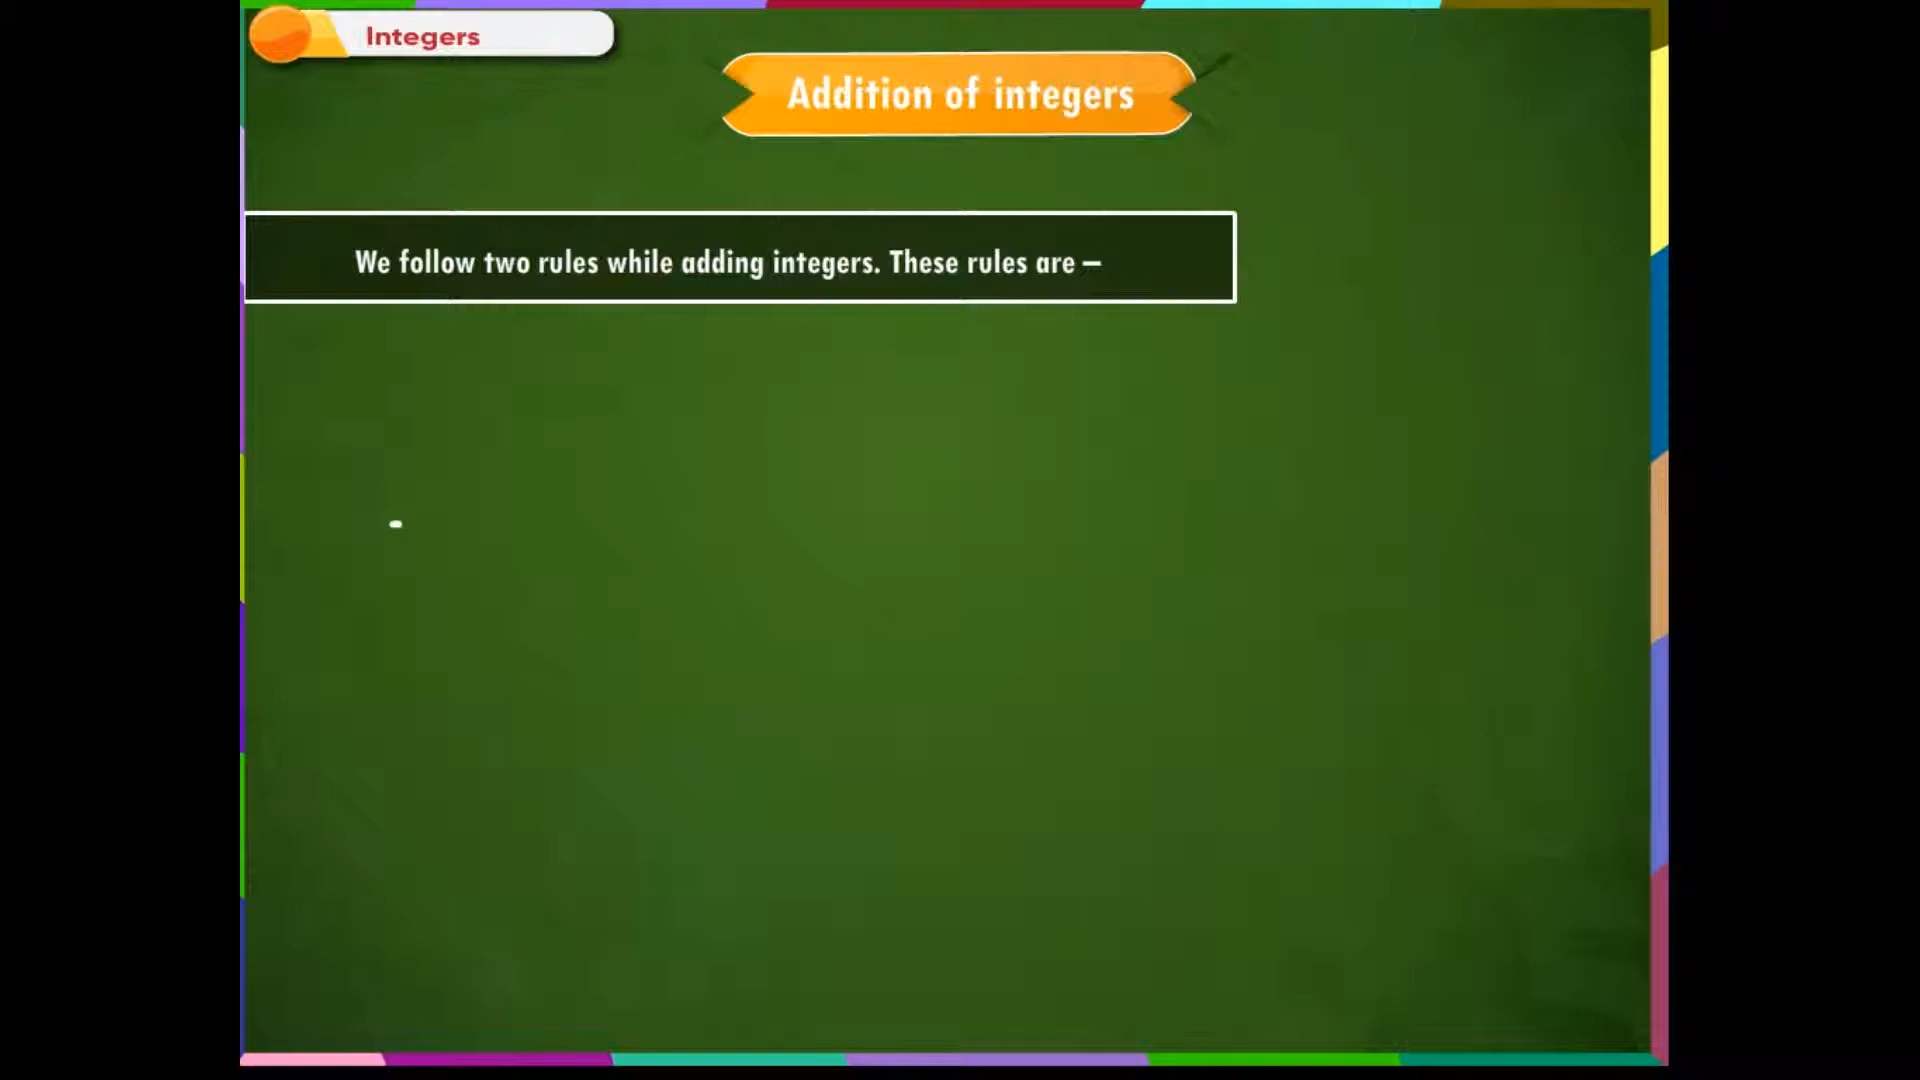 Integers
Addition of integers
We follow two rules while adding integers. These rules are –
-